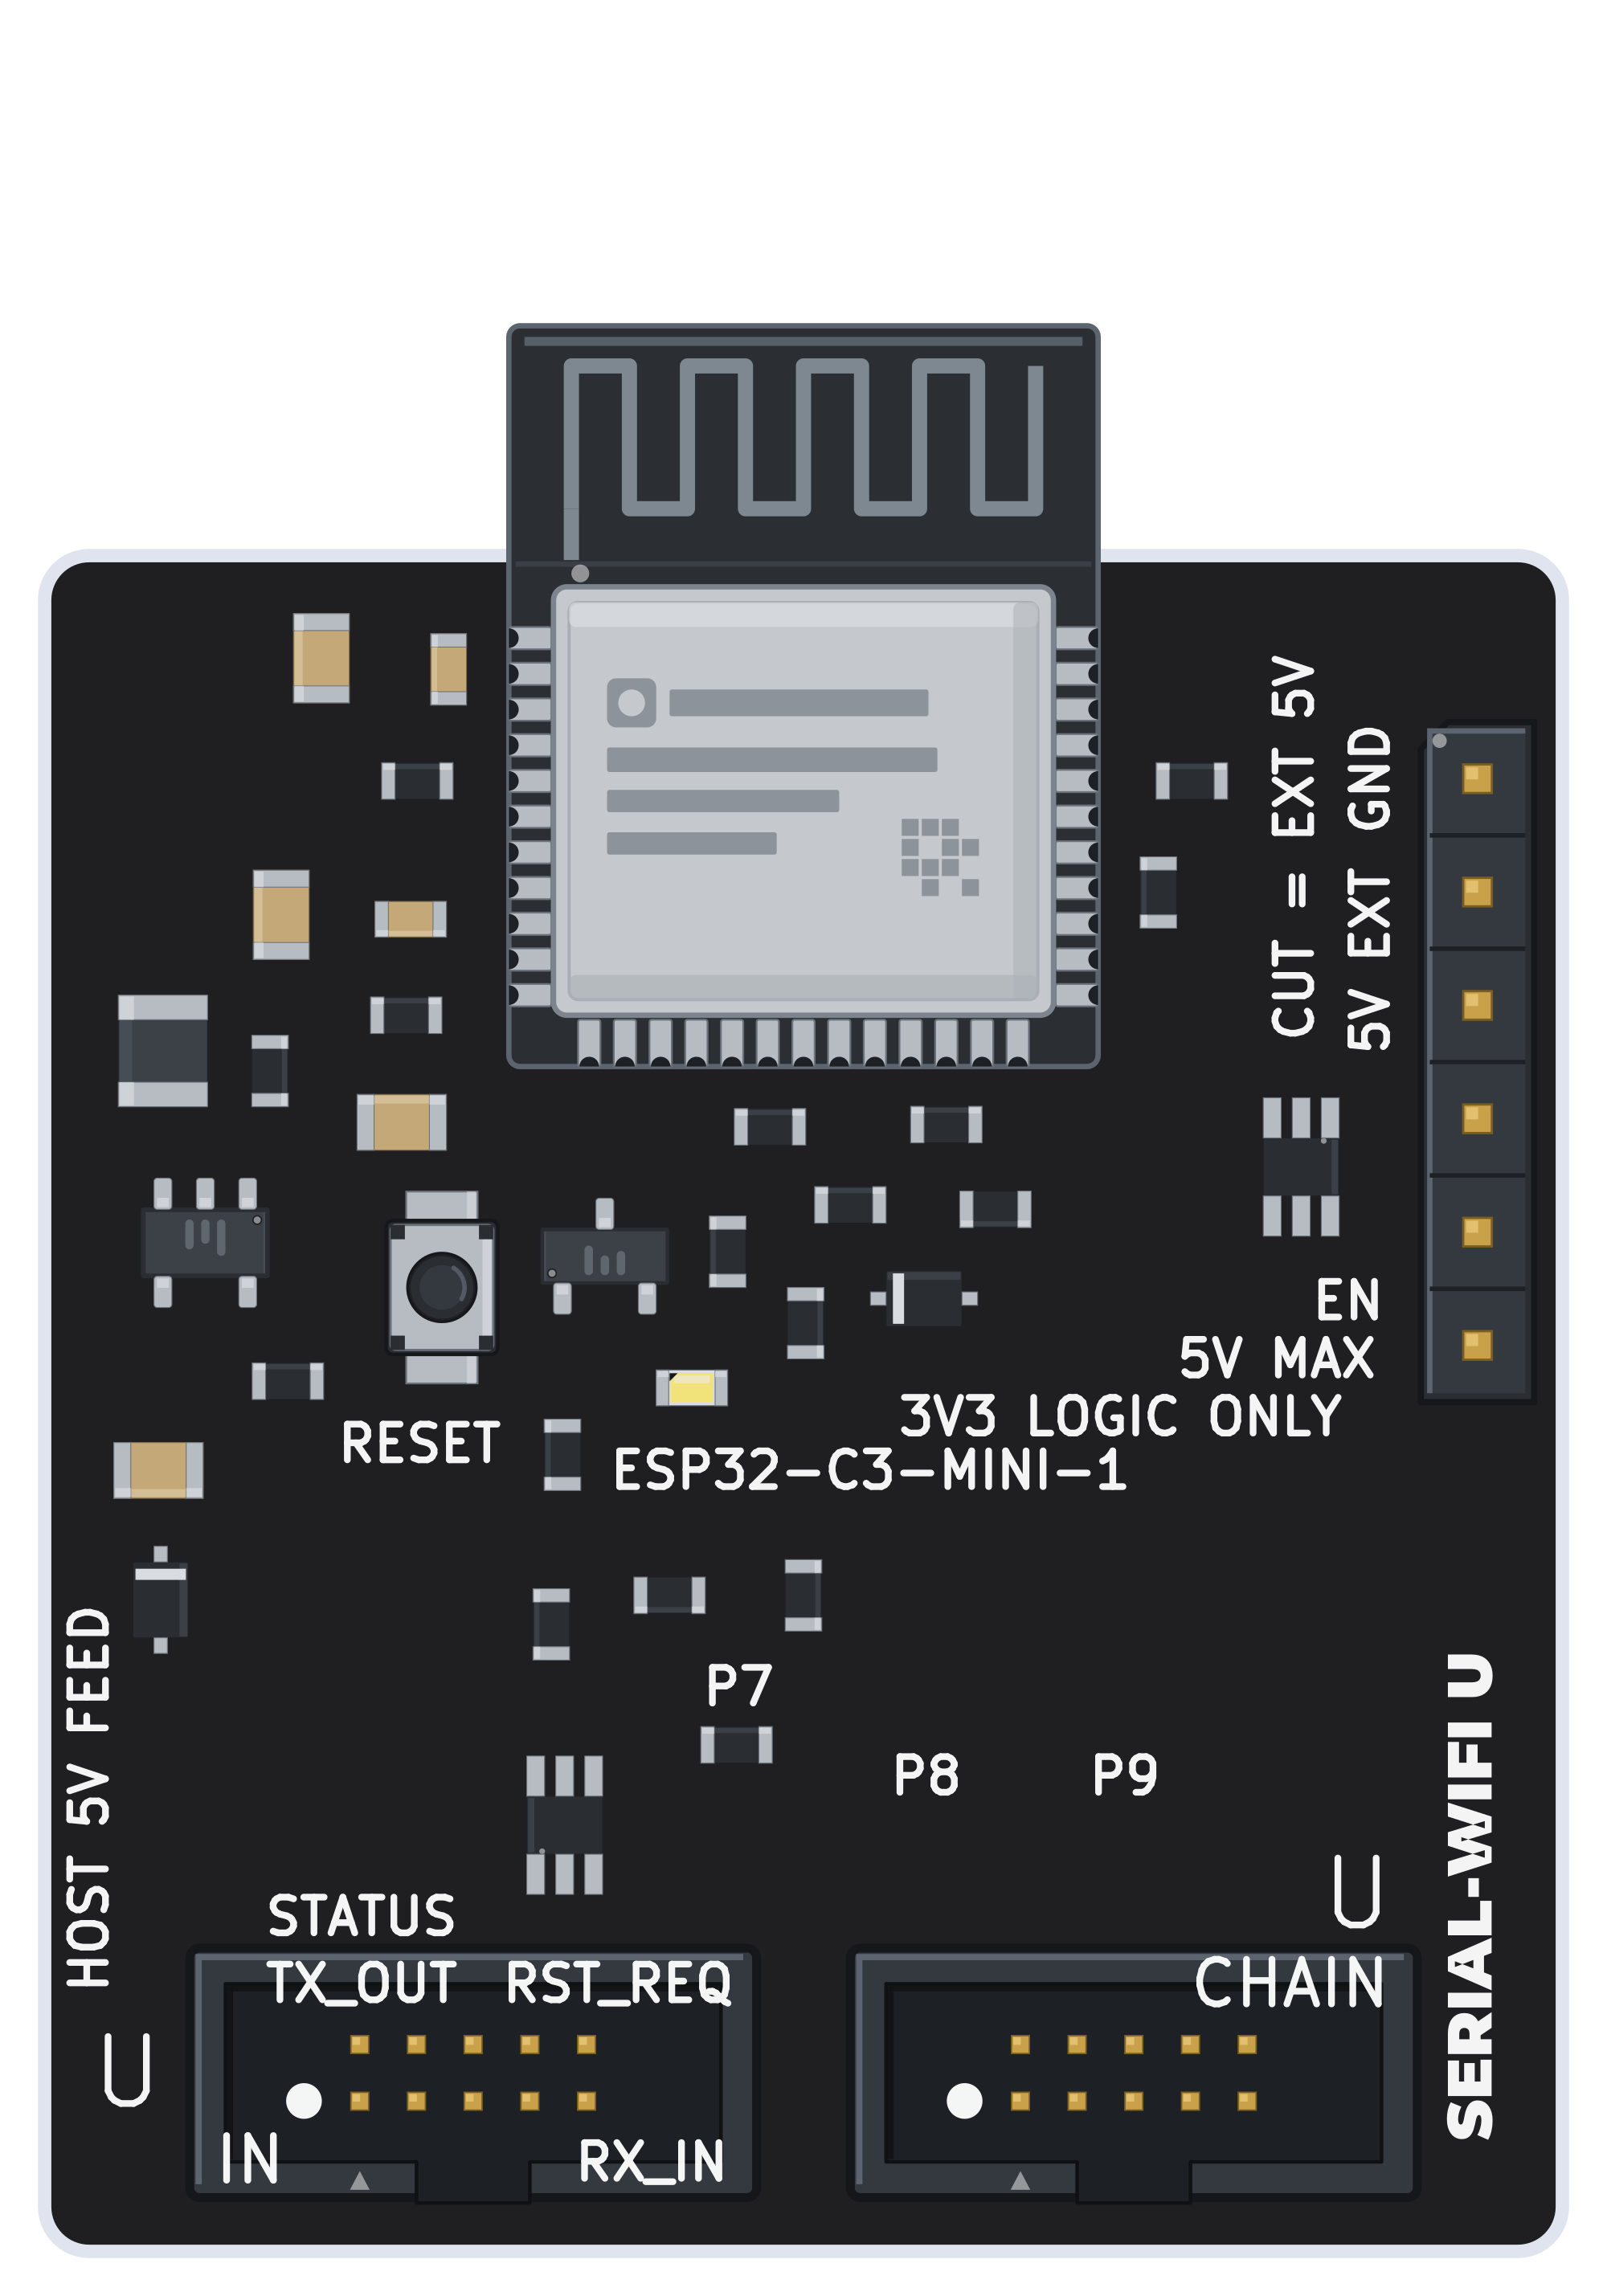 CUT = EXT 5V
5V EXT GND
EN
5V MAX
3V3 LOGIC ONLY
RESET
ESP32-C3-MINI-1
HOST 5V FEED
P7
P8
P9
SERIAL-WIFI U
STATUS
TX_OUT RST_REQ
CHAIN
IN
RX_IN